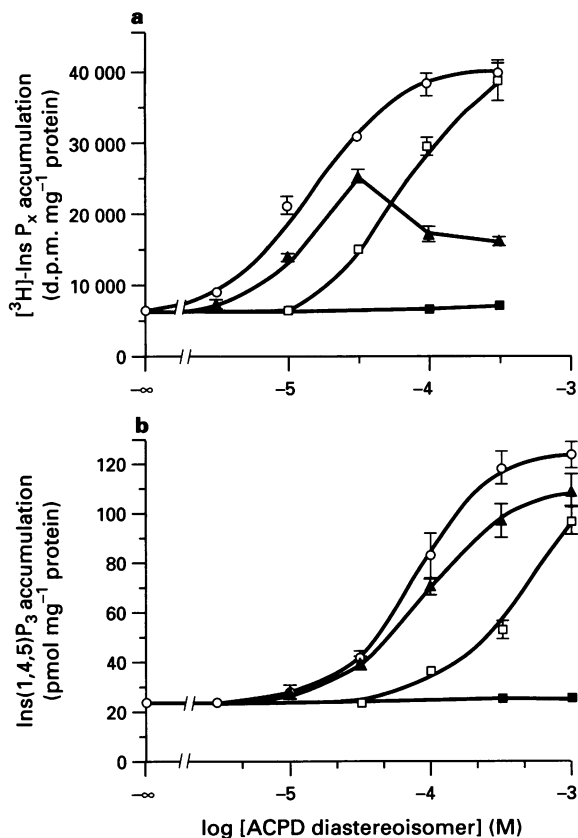 a
[³H]-Ins Pₓ accumulation
(d.p.m. mg⁻¹ protein)
40 000
30 000
20 000
10 000
0
-∞
-5
-4
-3
b
Ins(1,4,5)P₃ accumulation
(pmol mg⁻¹ protein)
120
100
80
60
40
20
0
-∞
-5
-4
-3
log [ACPD diastereoisomer] (M)